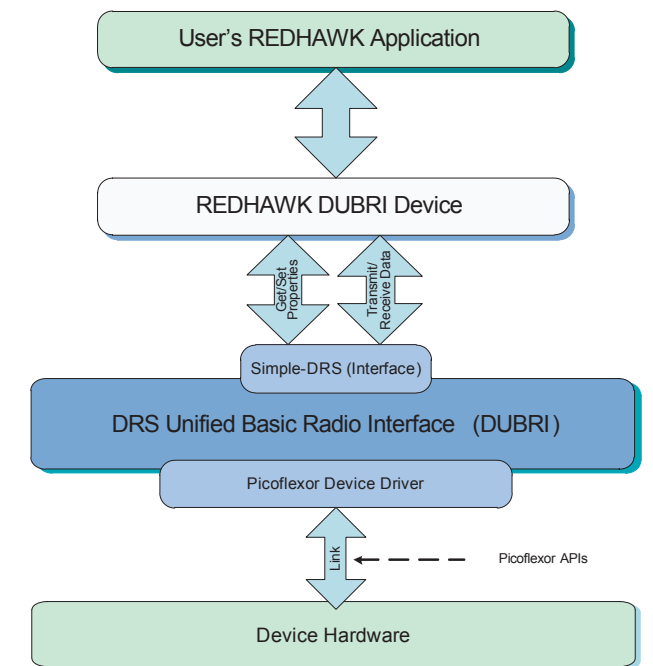 User's REDHAWK Application
REDHAWK DUBRI Device
Get/Set
Properties
Transmit/
Receive Data
Simple-DRS (Interface)
DRS Unified Basic Radio Interface (DUBRI)
Picoflexor Device Driver
Link
Picoflexor APIs
Device Hardware